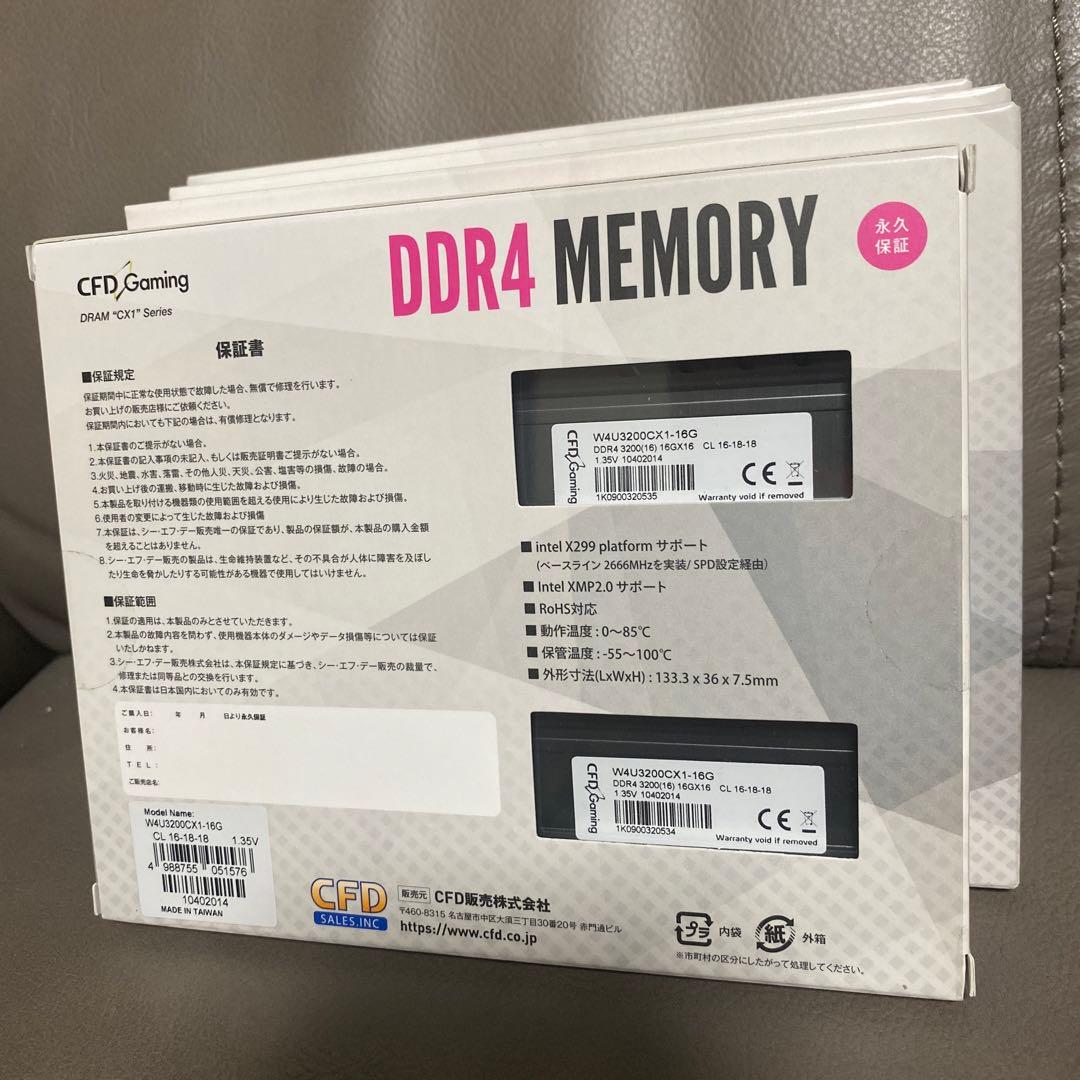 CFD Gaming
DRAM "CX1" Series
DDR4 MEMORY
永久
保証
保証書
■保証規定
保証期間中に正常な使用状態で故障した場合、無償で修理を行います。
お買い上げの販売店様にご依頼ください。
保証期間内においても下記の場合は、有償修理となります。
1.本保証書のご提示がない場合。
2.本保証書の記入事項の未記入、もしくは販売証明書ご提示がない場合。
3.火災、地震、水害、落雷、その他人災、天災、公害、塩害等の損傷、故障の場合。
4.お買い上げ後の運搬、移動時に生じた故障および損傷。
5.本製品を取り付ける機器類の使用範囲を超える使用により生じた故障および損傷。
6.使用者の変更によって生じた故障および損傷
7.本保証は、シー・エフ・デー販売唯一の保証であり、製品の保証額が、本製品の購入金額
を超えることはありません。
8.シー・エフ・デー販売の製品は、生命維持装置など、その不具合が人体に障害を及ぼし
たり生命を脅かしたりする可能性がある機器で使用してはいけません。
■保証範囲
1.保証の適用は、本製品のみとさせていただきます。
2.本製品の故障内容を問わず、使用機器本体のダメージやデータ損傷等については保証
いたしかねます。
3.シー・エフ・デー販売株式会社は、本保証規定に基づき、シー・エフ・デー販売の裁量で、
修理または同等品との交換を行います。
4.本保証書は日本国内においてのみ有効です。
ご購入日: 年 月 日より永久保証
お客様名:
住 所:
T E L :
ご販売店名:
Model Name:
W4U3200CX1-16G
CL 16-18-18 1.35V
4 988755 051576
10402014
MADE IN TAIWAN
CFD Gaming
W4U3200CX1-16G
DDR4 3200(16) 16GX16 CL 16-18-18
1.35V 10402014
1K0900320535
CE
Warranty void if removed
■ intel X299 platform サポート
(ベースライン 2666MHzを実装/ SPD設定経由)
■ Intel XMP2.0 サポート
■ RoHS対応
■ 動作温度 : 0～85℃
■ 保管温度 : -55～100℃
■ 外形寸法(LxWxH) : 133.3 x 36 x 7.5mm
CFD Gaming
W4U3200CX1-16G
DDR4 3200(16) 16GX16 CL 16-18-18
1.35V 10402014
1K0900320534
CE
Warranty void if removed
CFD
SALES.INC
販売元 CFD販売株式会社
〒460-8315 名古屋市中区大須三丁目30番20号 赤門通ビル
https://www.cfd.co.jp
プラ 内袋
紙 外箱
※市町村の区分にしたがって処理してください。